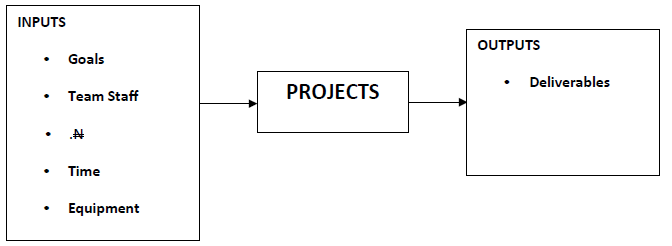 INPUTS
• Goals
• Team Staff
• .₦
• Time
• Equipment
PROJECTS
OUTPUTS
• Deliverables